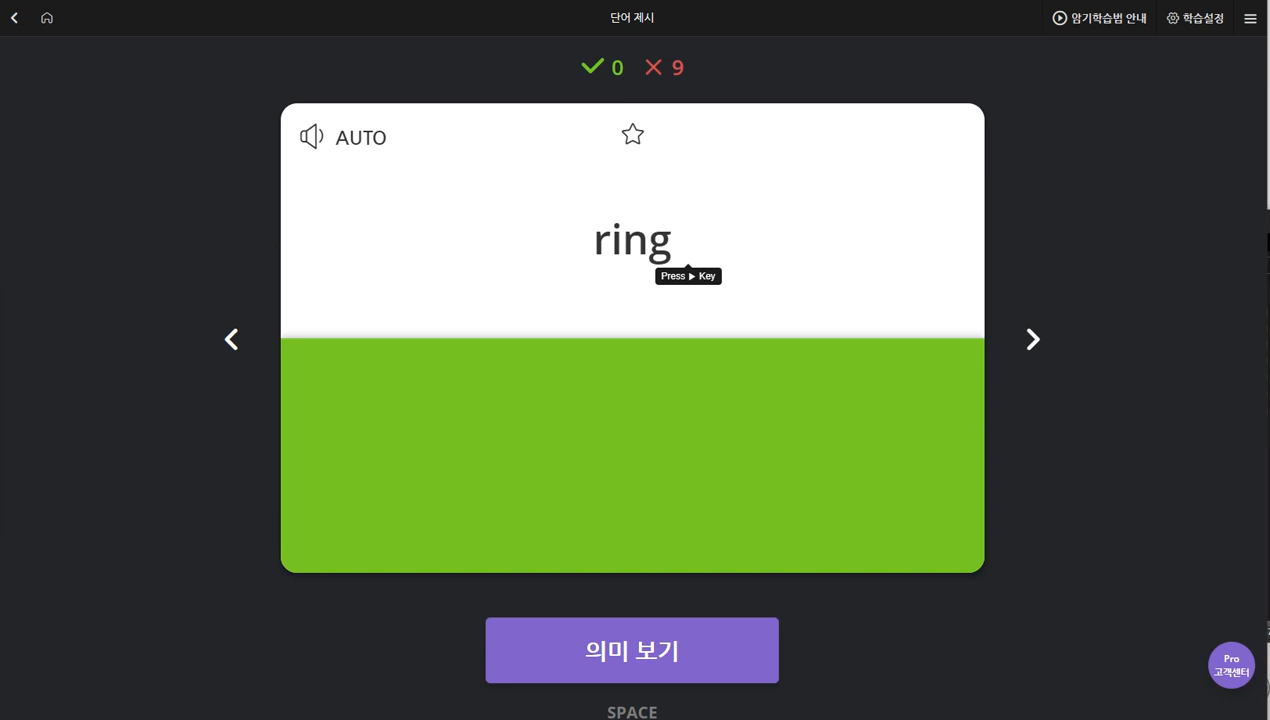 단어 제시
암기학습법 안내
학습설정
0
9
AUTO
ring
Press ▶ Key
의미 보기
SPACE
Pro
고객센터